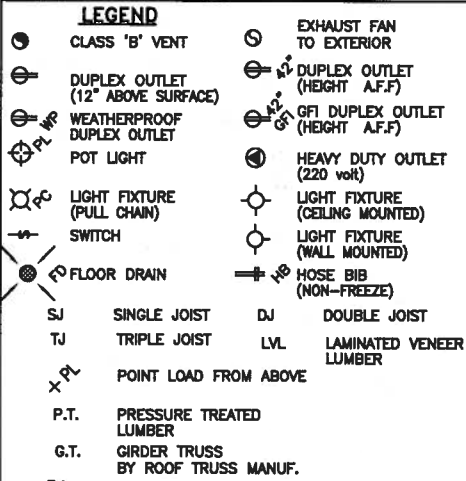 LEGEND
CLASS 'B' VENT
EXHAUST FAN
TO EXTERIOR
DUPLEX OUTLET
(12" ABOVE SURFACE)
42" DUPLEX OUTLET
(HEIGHT A.F.F)
WP WEATHERPROOF
DUPLEX OUTLET
42" GFI GFI DUPLEX OUTLET
(HEIGHT A.F.F)
PL POT LIGHT
HEAVY DUTY OUTLET
(220 volt)
PC LIGHT FIXTURE
(PULL CHAIN)
LIGHT FIXTURE
(CEILING MOUNTED)
SWITCH
LIGHT FIXTURE
(WALL MOUNTED)
FD FLOOR DRAIN
HB HOSE BIB
(NON-FREEZE)
SJ SINGLE JOIST
DJ DOUBLE JOIST
TJ TRIPLE JOIST
LVL LAMINATED VENEER
LUMBER
x PL POINT LOAD FROM ABOVE
P.T. PRESSURE TREATED
LUMBER
G.T. GIRDER TRUSS
BY ROOF TRUSS MANUF.